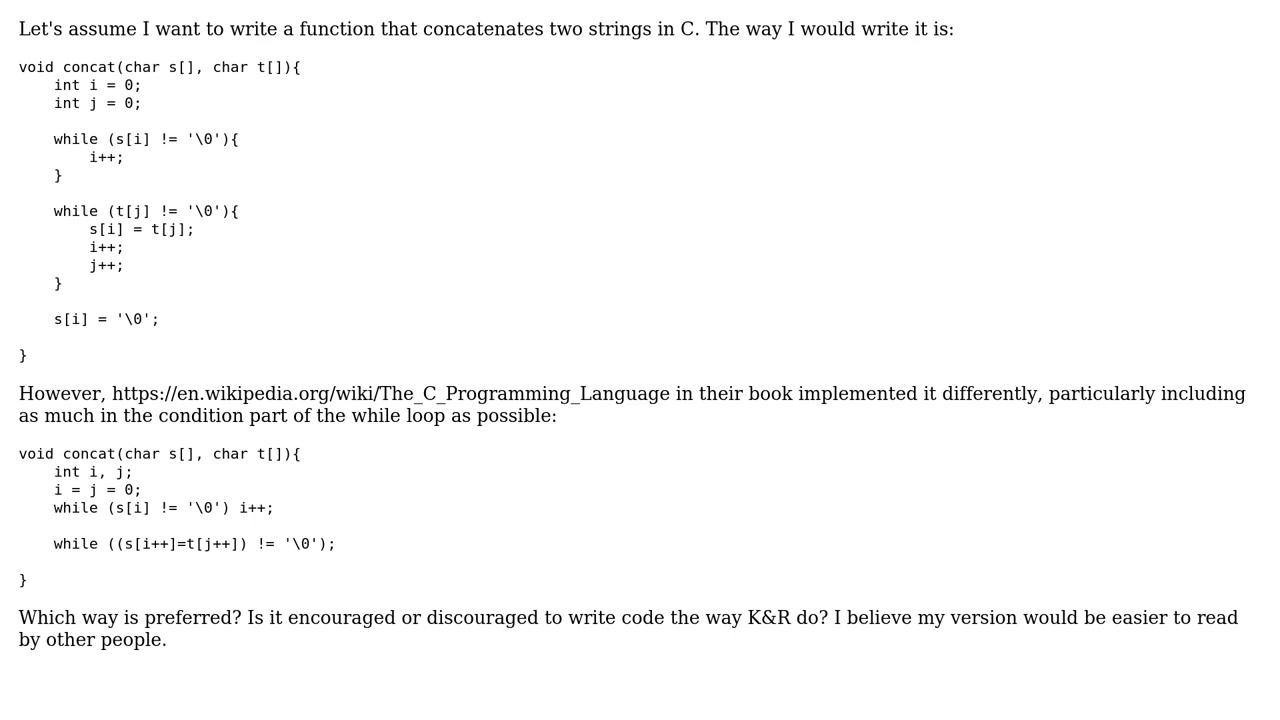 Let's assume I want to write a function that concatenates two strings in C. The way I would write it is:
void concat(char s[], char t[]){
    int i = 0;
    int j = 0;

    while (s[i] != '\0'){
        i++;
    }

    while (t[j] != '\0'){
        s[i] = t[j];
        i++;
        j++;
    }

    s[i] = '\0';

}
However, https://en.wikipedia.org/wiki/The_C_Programming_Language in their book implemented it differently, particularly including
as much in the condition part of the while loop as possible:
void concat(char s[], char t[]){
    int i, j;
    i = j = 0;
    while (s[i] != '\0') i++;

    while ((s[i++]=t[j++]) != '\0');

}
Which way is preferred? Is it encouraged or discouraged to write code the way K&R do? I believe my version would be easier to read
by other people.